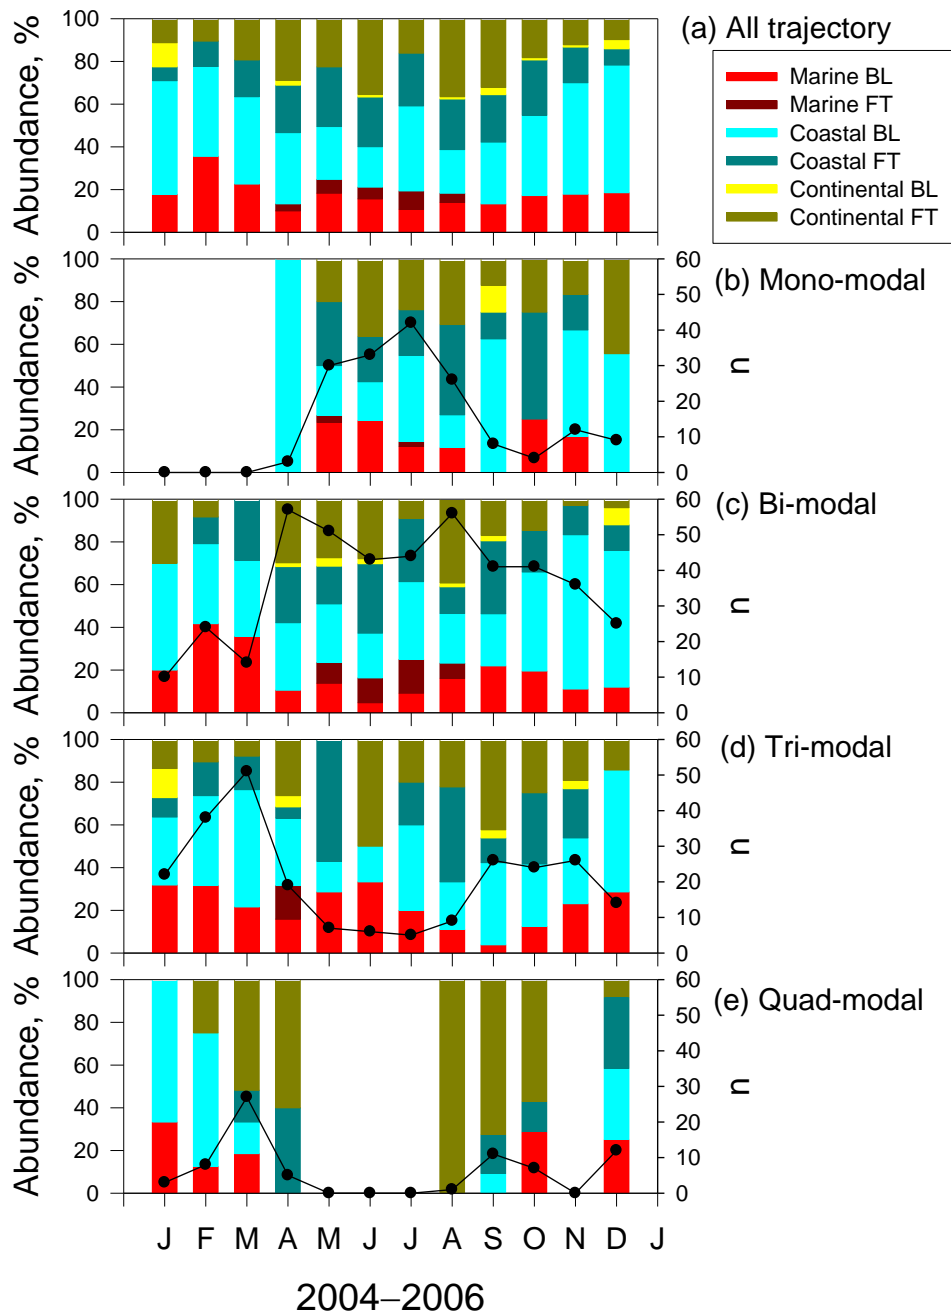 (a) All trajectory
Abundance, %
100
80
60
40
20
0
Marine BL
Marine FT
Coastal BL
Coastal FT
Continental BL
Continental FT
(b) Mono-modal
Abundance, %
100
80
60
40
20
0
60
50
40
30
20
10
0
n
(c) Bi-modal
Abundance, %
100
80
60
40
20
0
60
50
40
30
20
10
0
n
(d) Tri-modal
Abundance, %
100
80
60
40
20
0
60
50
40
30
20
10
0
n
(e) Quad-modal
Abundance, %
100
80
60
40
20
0
60
50
40
30
20
10
0
n
J F M A M J J A S O N D J
2004–2006